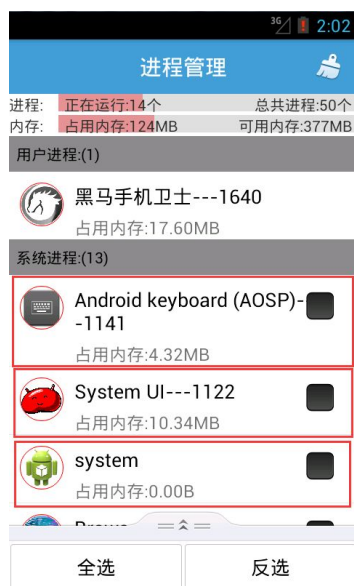 3G 2:02
进程管理
进程: 正在运行:14个 总共进程:50个
内存: 占用内存:124MB 可用内存:377MB
用户进程:(1)
黑马手机卫士---1640
占用内存:17.60MB
系统进程:(13)
Android keyboard (AOSP)-
-1141
占用内存:4.32MB
System UI---1122
占用内存:10.34MB
system
占用内存:0.00B
全选 反选